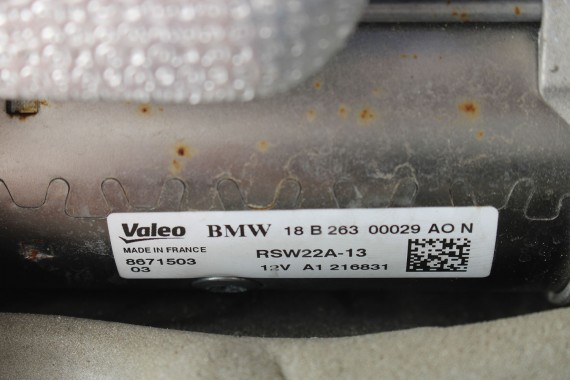 Valeo BMW 18 B 263 00029 AO N
MADE IN FRANCE RSW22A-13
8671503
03 12V A1 216831